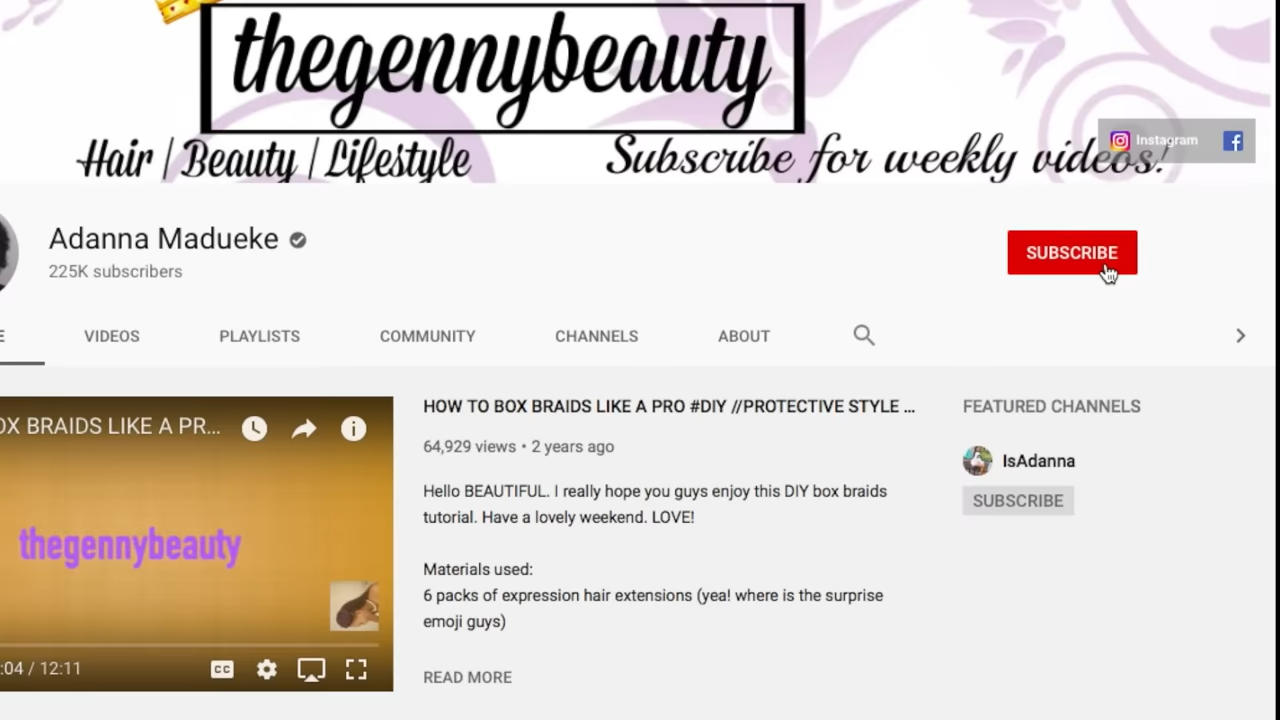 thegennybeauty
Hair | Beauty | Lifestyle
Subscribe for weekly videos!
Instagram
Adanna Madueke
225K subscribers
SUBSCRIBE
E
VIDEOS
PLAYLISTS
COMMUNITY
CHANNELS
ABOUT
OX BRAIDS LIKE A PR...
thegennybeauty
:04 / 12:11
CC
HOW TO BOX BRAIDS LIKE A PRO #DIY //PROTECTIVE STYLE ...
64,929 views • 2 years ago
Hello BEAUTIFUL. I really hope you guys enjoy this DIY box braids
tutorial. Have a lovely weekend. LOVE!
Materials used:
6 packs of expression hair extensions (yea! where is the surprise
emoji guys)
READ MORE
FEATURED CHANNELS
IsAdanna
SUBSCRIBE